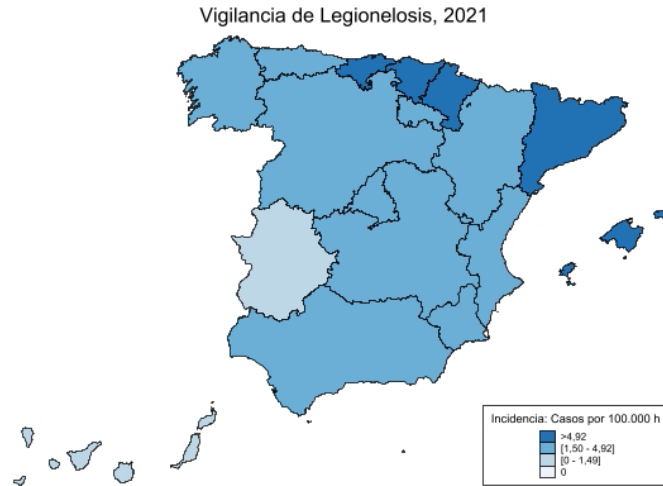 Vigilancia de Legionelosis, 2021
Incidencia: Casos por 100.000 h
>4,92
[1,50 - 4,92]
[0 - 1,49]
0